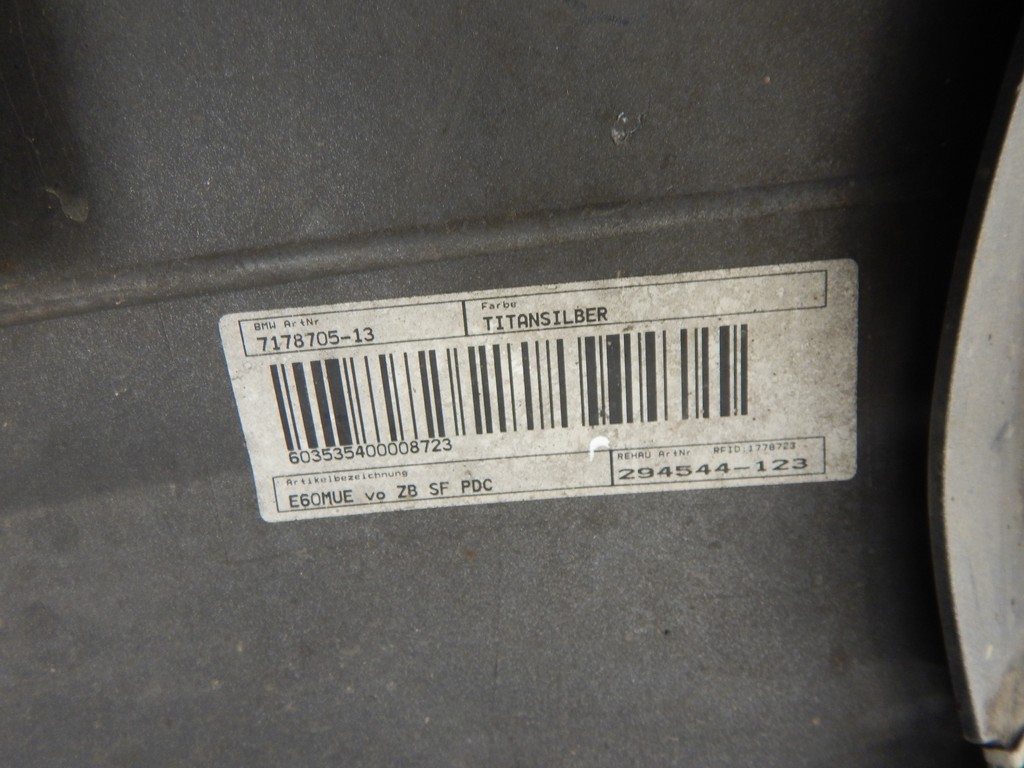 BMW ArtNr
7178705-13
Farbe
TITANSILBER
603535400008723
Artikelbezeichnung
E60MUE vo ZB SF PDC
REHAU ArtNr RFID 1778723
294544-123